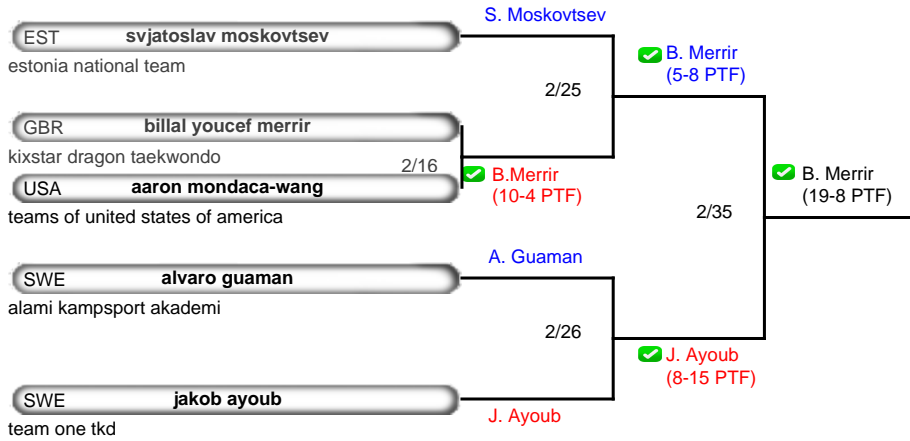 S. Moskovtsev
EST svjatoslav moskovtsev
estonia national team
B. Merrir
(5-8 PTF)
2/25
GBR billal youcef merrir
kixstar dragon taekwondo
2/16
B.Merrir
(10-4 PTF)
USA aaron mondaca-wang
teams of united states of america
B. Merrir
(19-8 PTF)
2/35
A. Guaman
SWE alvaro guaman
alami kampsport akademi
2/26
J. Ayoub
(8-15 PTF)
SWE jakob ayoub
J. Ayoub
team one tkd